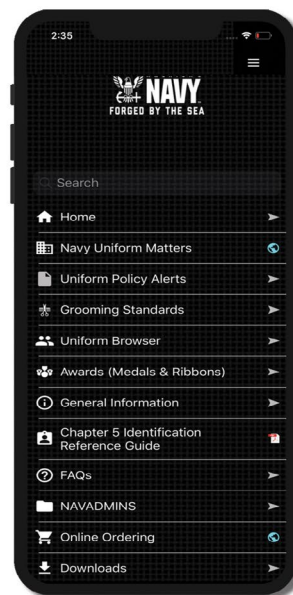 2:35
NAVY
FORGED BY THE SEA
Search
Home
Navy Uniform Matters
Uniform Policy Alerts
Grooming Standards
Uniform Browser
Awards (Medals & Ribbons)
General Information
Chapter 5 Identification
Reference Guide
FAQs
NAVADMINS
Online Ordering
Downloads